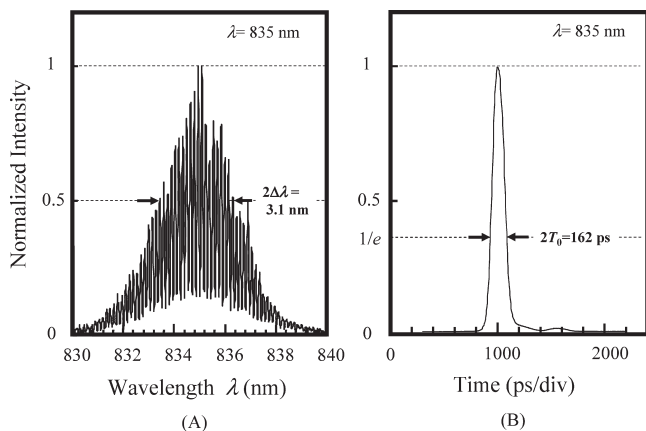 λ= 835 nm
1
0.5
0
Normalized Intensity
2Δλ =
3.1 nm
830 832 834 836 838 840
Wavelength λ (nm)
(A)
λ= 835 nm
1
0.5
1/e
0
2T₀=162 ps
0 1000 2000
Time (ps/div)
(B)